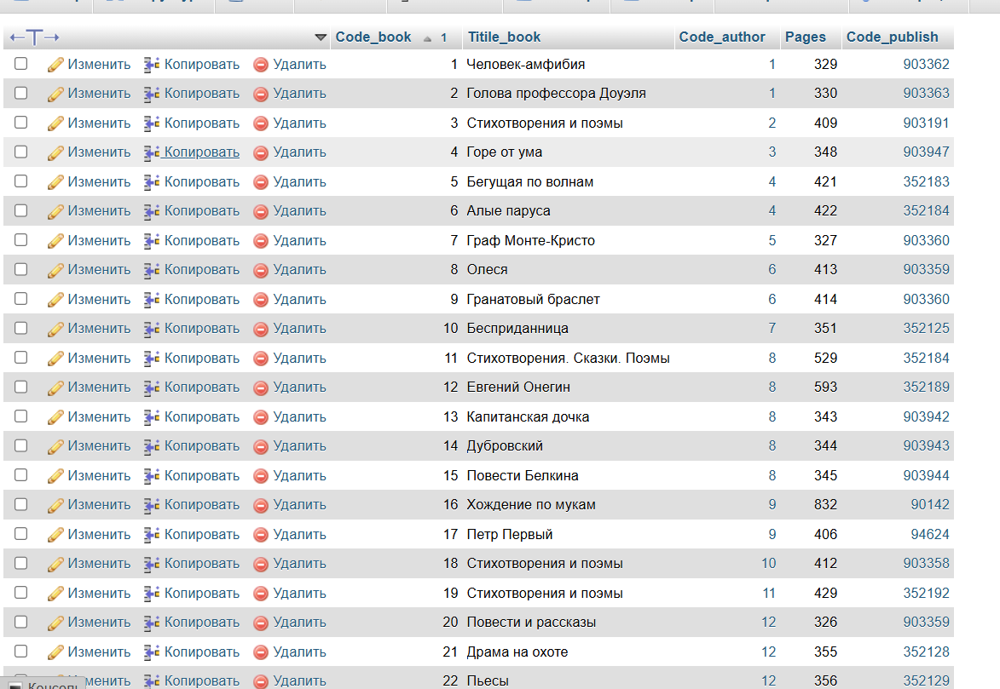 Code_book 1 Titile_book Code_author Pages Code_publish
Изменить Копировать Удалить 1 Человек-амфибия 1 329 903362
Изменить Копировать Удалить 2 Голова профессора Доуэля 1 330 903363
Изменить Копировать Удалить 3 Стихотворения и поэмы 2 409 903191
Изменить Копировать Удалить 4 Горе от ума 3 348 903947
Изменить Копировать Удалить 5 Бегущая по волнам 4 421 352183
Изменить Копировать Удалить 6 Алые паруса 4 422 352184
Изменить Копировать Удалить 7 Граф Монте-Кристо 5 327 903360
Изменить Копировать Удалить 8 Олеся 6 413 903359
Изменить Копировать Удалить 9 Гранатовый браслет 6 414 903360
Изменить Копировать Удалить 10 Бесприданница 7 351 352125
Изменить Копировать Удалить 11 Стихотворения. Сказки. Поэмы 8 529 352184
Изменить Копировать Удалить 12 Евгений Онегин 8 593 352189
Изменить Копировать Удалить 13 Капитанская дочка 8 343 903942
Изменить Копировать Удалить 14 Дубровский 8 344 903943
Изменить Копировать Удалить 15 Повести Белкина 8 345 903944
Изменить Копировать Удалить 16 Хождение по мукам 9 832 90142
Изменить Копировать Удалить 17 Петр Первый 9 406 94624
Изменить Копировать Удалить 18 Стихотворения и поэмы 10 412 903358
Изменить Копировать Удалить 19 Стихотворения и поэмы 11 429 352192
Изменить Копировать Удалить 20 Повести и рассказы 12 326 903359
Изменить Копировать Удалить 21 Драма на охоте 12 355 352128
менить Копировать Удалить 22 Пьесы 12 356 352129
Консоль